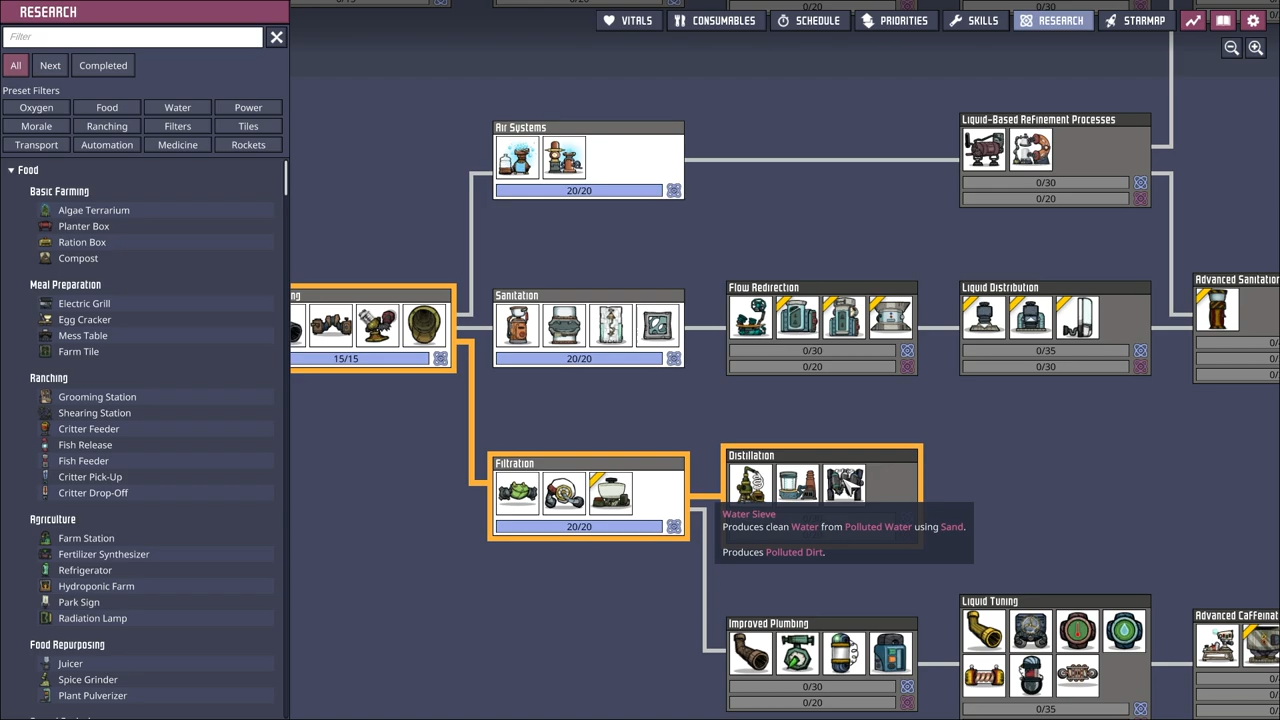 RESEARCH
Filter
All
Next
Completed
Preset Filters
Oxygen
Food
Water
Power
Morale
Ranching
Filters
Tiles
Transport
Automation
Medicine
Rockets
Food
Basic Farming
Algae Terrarium
Planter Box
Ration Box
Compost
Meal Preparation
Electric Grill
Egg Cracker
Mess Table
Farm Tile
Ranching
Grooming Station
Shearing Station
Critter Feeder
Fish Release
Fish Feeder
Critter Pick-Up
Critter Drop-Off
Agriculture
Farm Station
Fertilizer Synthesizer
Refrigerator
Hydroponic Farm
Park Sign
Radiation Lamp
Food Repurposing
Juicer
Spice Grinder
Plant Pulverizer
VITALS
CONSUMABLES
SCHEDULE
PRIORITIES
SKILLS
RESEARCH
STARMAP
Air Systems
20/20
Liquid-Based Refinement Processes
0/30
0/20
ng
15/15
Sanitation
20/20
Flow Redirection
0/30
0/20
Liquid Distribution
0/35
0/30
Advanced Sanitation
Filtration
20/20
Distillation
Water Sieve
Produces clean Water from Polluted Water using Sand.
Produces Polluted Dirt.
Improved Plumbing
0/30
0/20
Liquid Tuning
0/35
Advanced Caffeinat